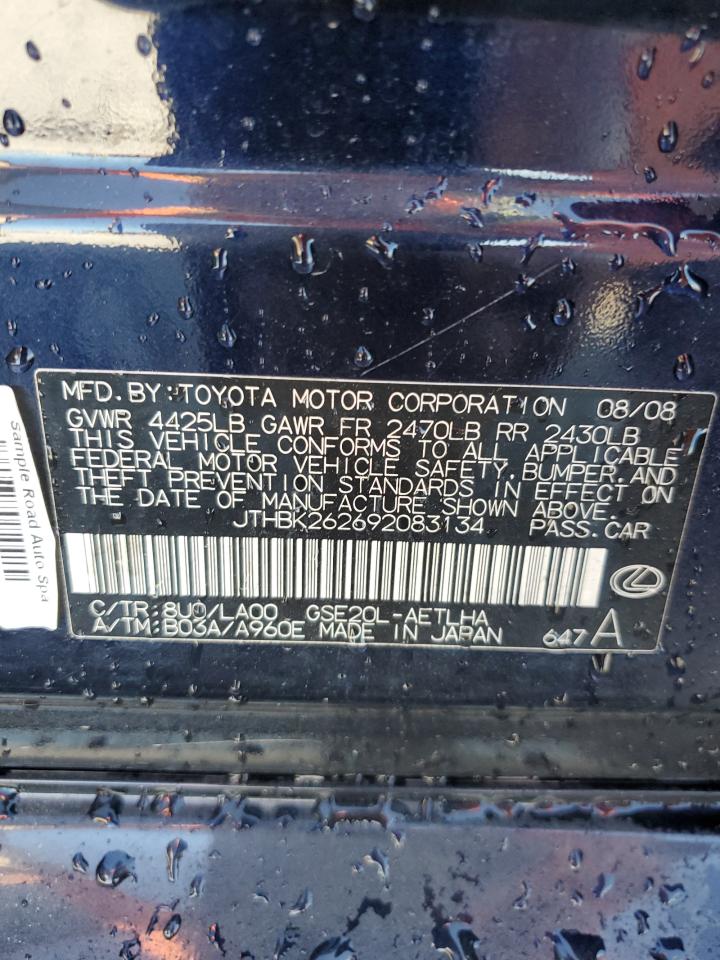 MFD.BY:TOYOTA MOTOR CORPORATION 08/08
GVWR 4425LB GAWR FR 2470LB RR 2430LB
THIS VEHICLE CONFORMS TO ALL APPLICABLE
FEDERAL MOTOR VEHICLE SAFETY,BUMPER,AND
THEFT PREVENTION STANDARDS IN EFFECT ON
THE DATE OF MANUFACTURE SHOWN ABOVE.
JTHBK262692083134 PASS.CAR
C/TR:8U0/LA00 GSE20L-AETLHA
A/TM:B03A/A960E MADE IN JAPAN 647A
Sample Road Auto Spa